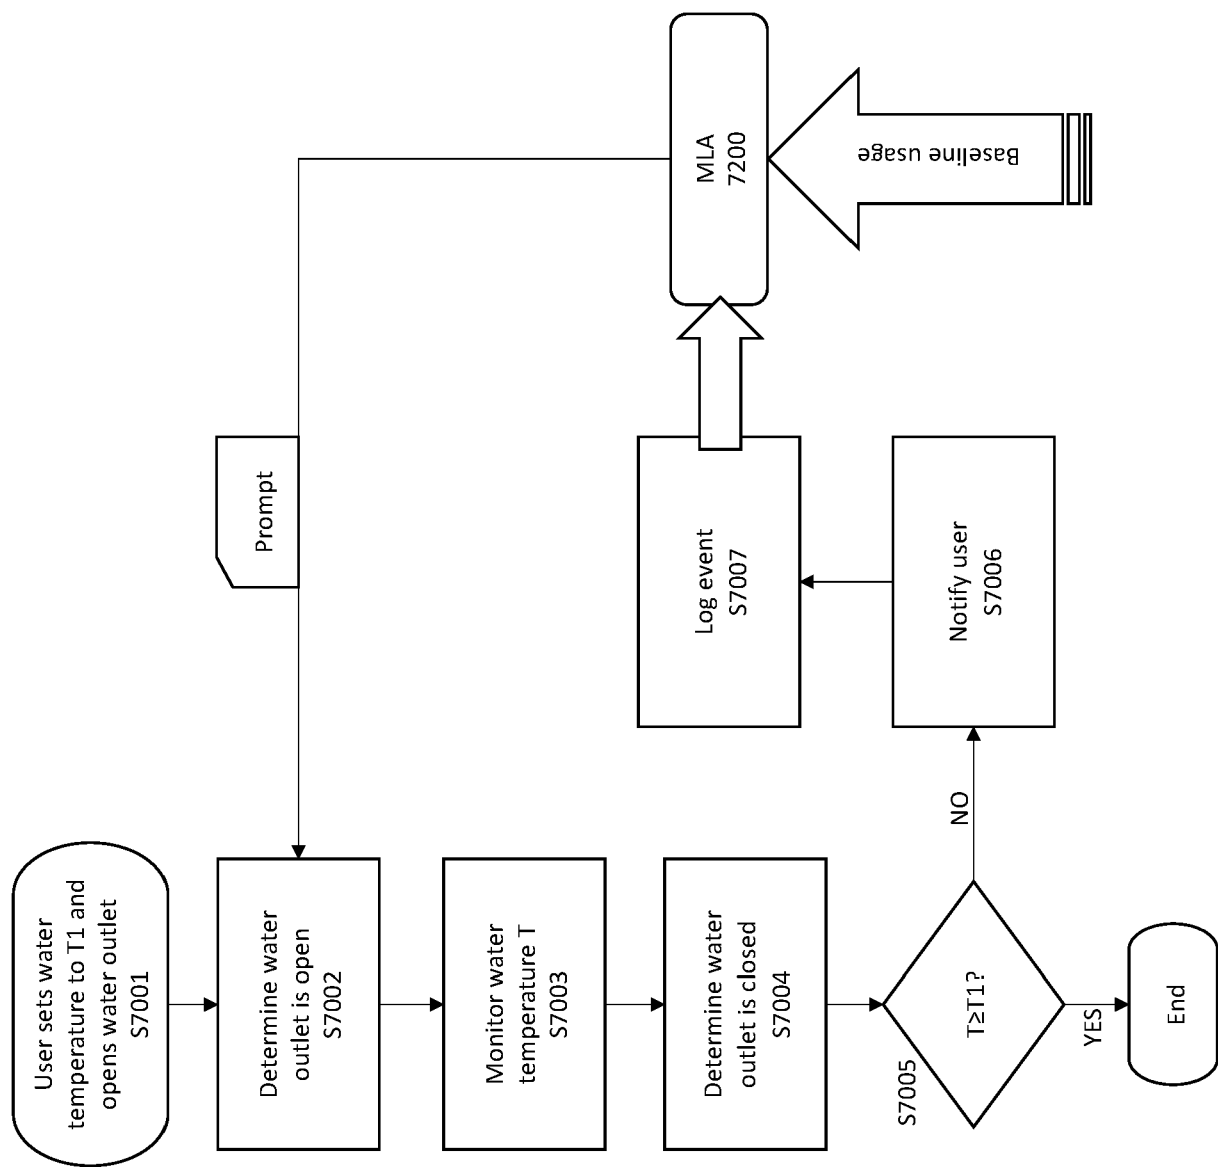 User sets water
temperature to T1 and
opens water outlet
S7001
Determine water
outlet is open
S7002
Monitor water
temperature T
S7003
Determine water
outlet is closed
S7004
S7005
T≥T1?
YES
End
NO
Notify user
S7006
Log event
S7007
Prompt
MLA
7200
Baseline usage